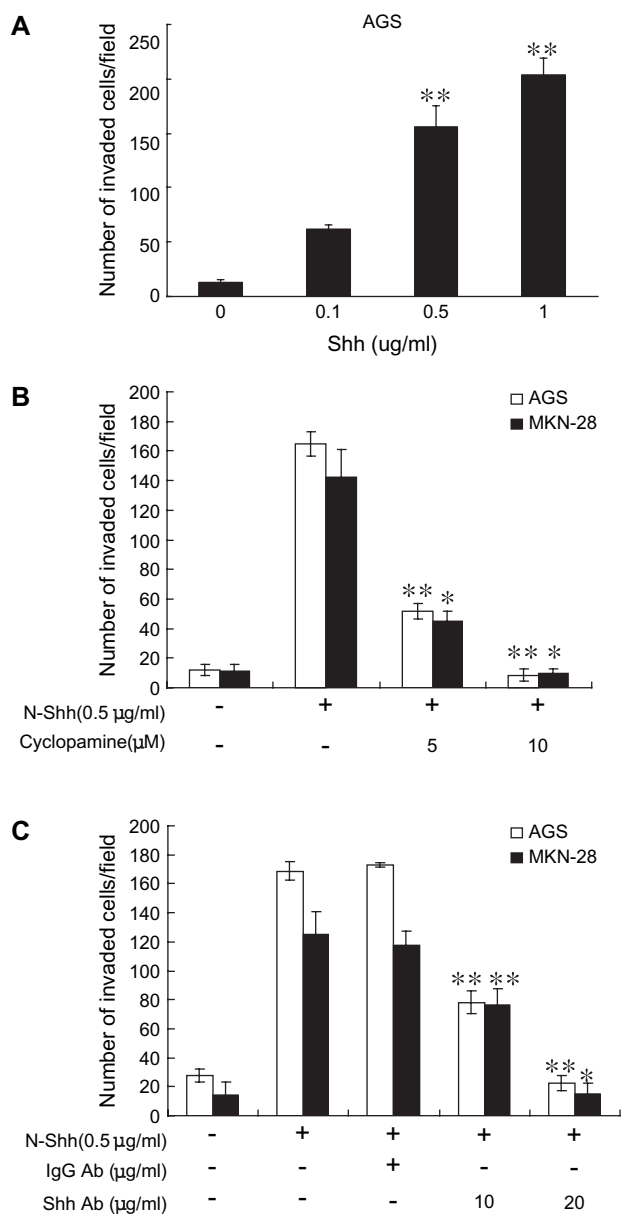 A
AGS
Number of invaded cells/field
250
200
150
100
50
0
** **
0 0.1 0.5 1
Shh (ug/ml)
B
Number of invaded cells/field
200
180
160
140
120
100
80
60
40
20
0
AGS
MKN-28
** * ** *
N-Shh(0.5 μg/ml) - + + +
Cyclopamine(μM) - - 5 10
C
Number of invaded cells/field
200
180
160
140
120
100
80
60
40
20
0
AGS
MKN-28
** ** ** *
N-Shh(0.5 μg/ml) - + + + +
IgG Ab (μg/ml) - - + - -
Shh Ab (μg/ml) - - - 10 20